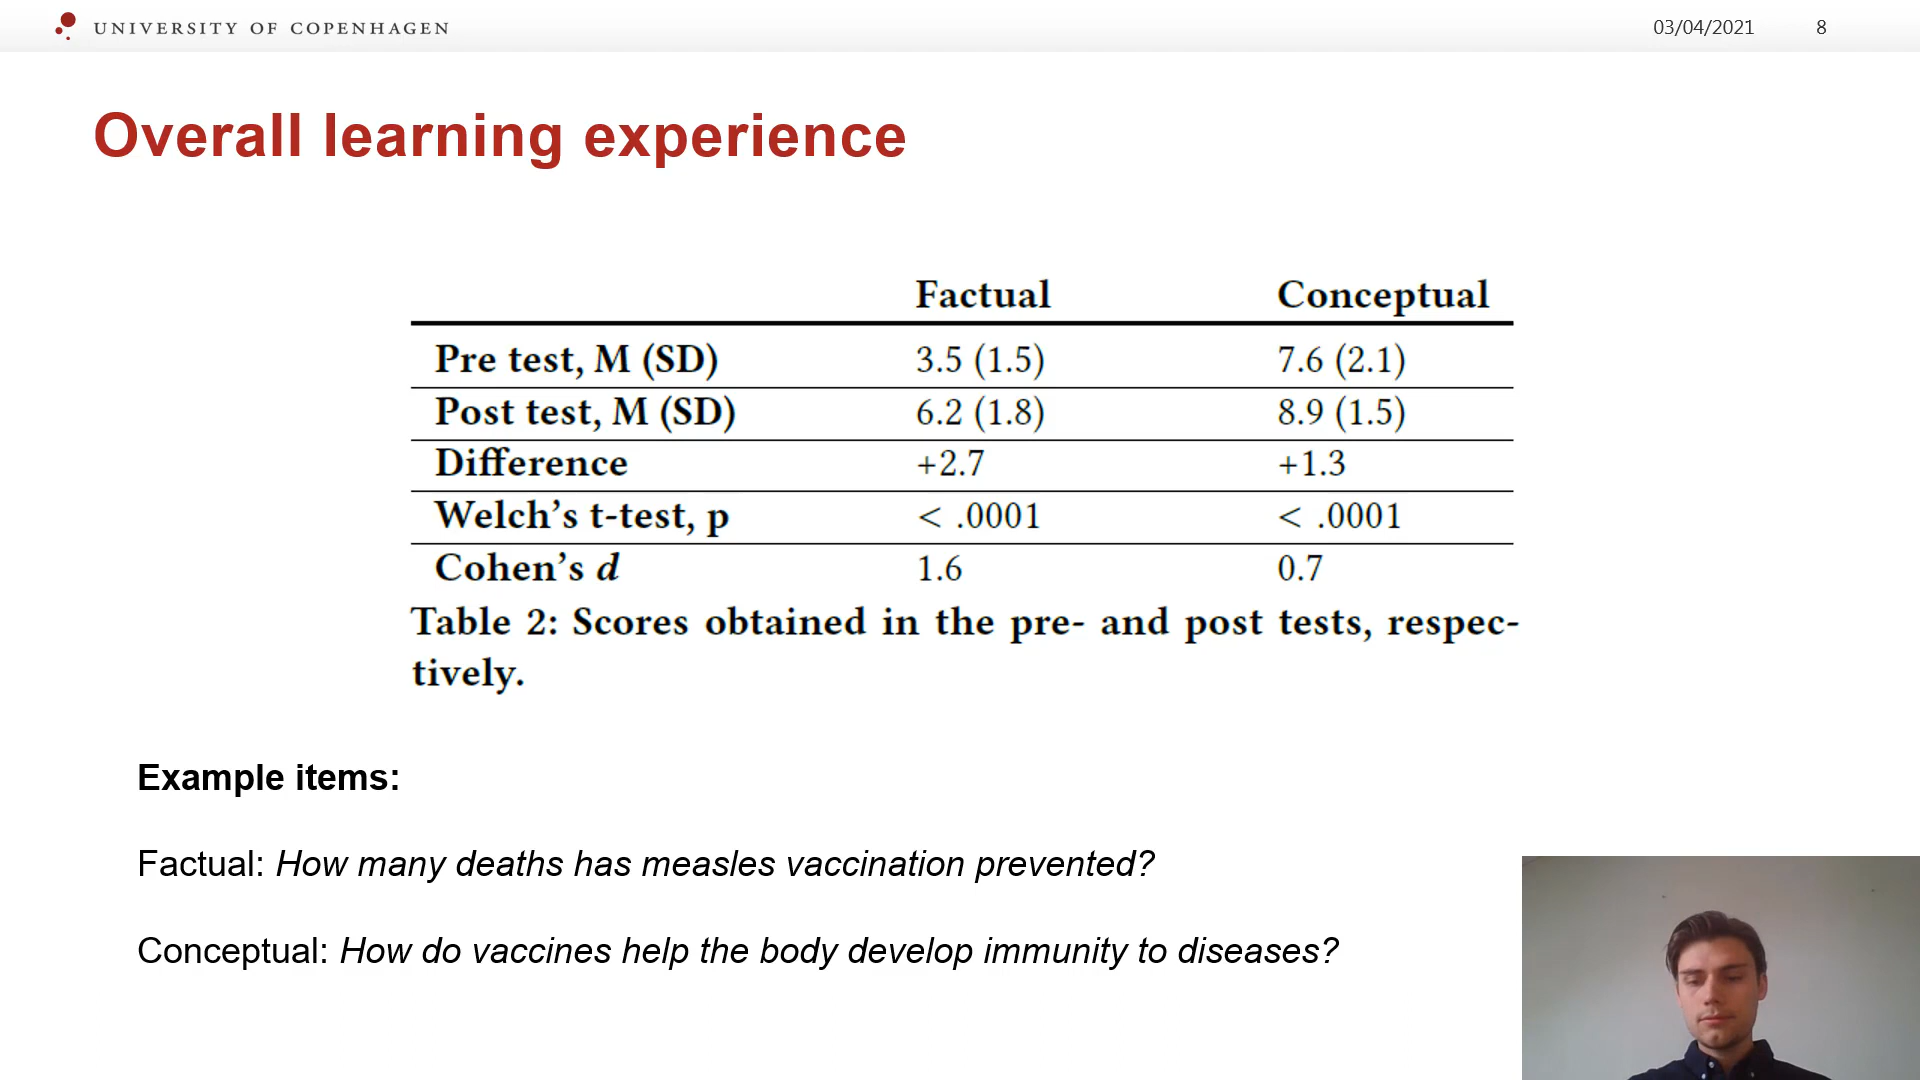 UNIVERSITY OF COPENHAGEN 03/04/2021 8
Overall learning experience
Factual Conceptual
Pre test, M (SD) 3.5 (1.5) 7.6 (2.1)
Post test, M (SD) 6.2 (1.8) 8.9 (1.5)
Difference +2.7 +1.3
Welch’s t-test, p < .0001 < .0001
Cohen’s d 1.6 0.7
Table 2: Scores obtained in the pre- and post tests, respec-
tively.
Example items:
Factual: How many deaths has measles vaccination prevented?
Conceptual: How do vaccines help the body develop immunity to diseases?